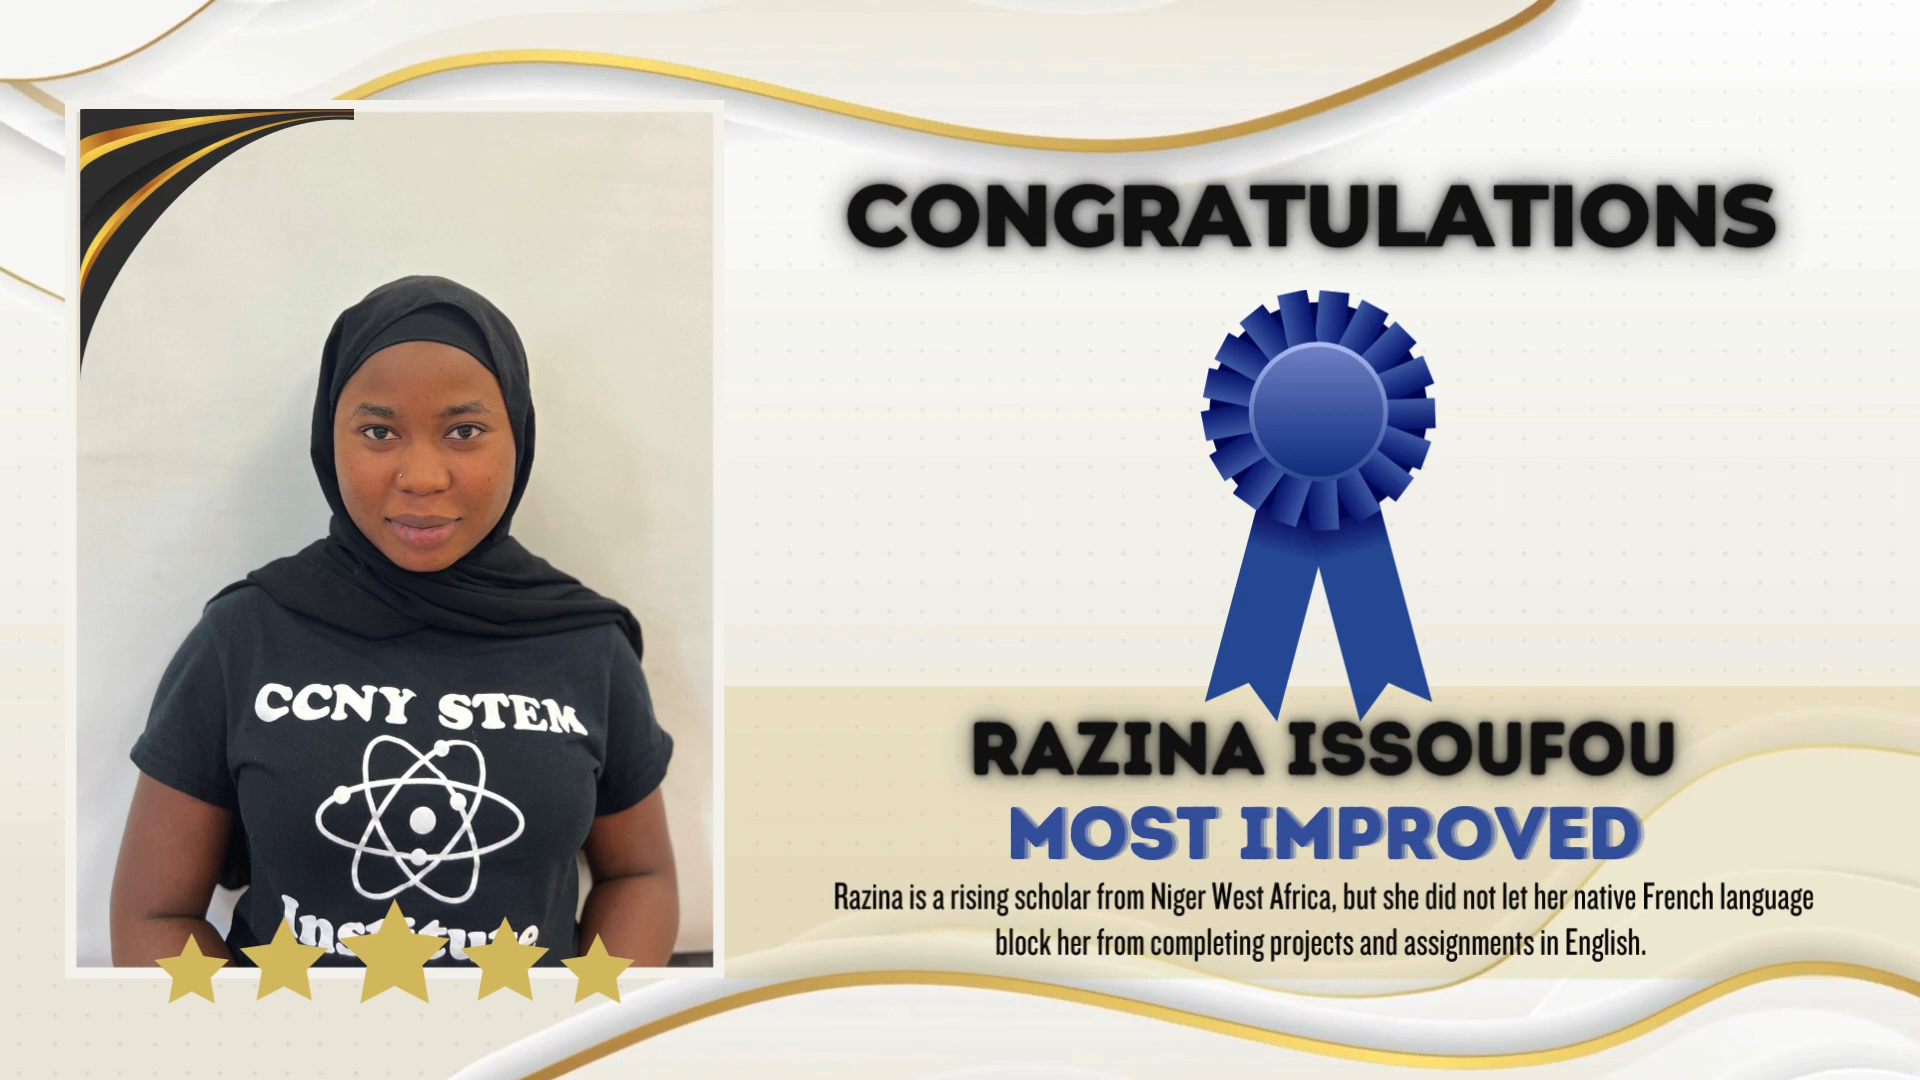 CONGRATULATIONS
CCNY STEM
Institute
RAZINA ISSOUFOU
MOST IMPROVED
Razina is a rising scholar from Niger West Africa, but she did not let her native French language
block her from completing projects and assignments in English.